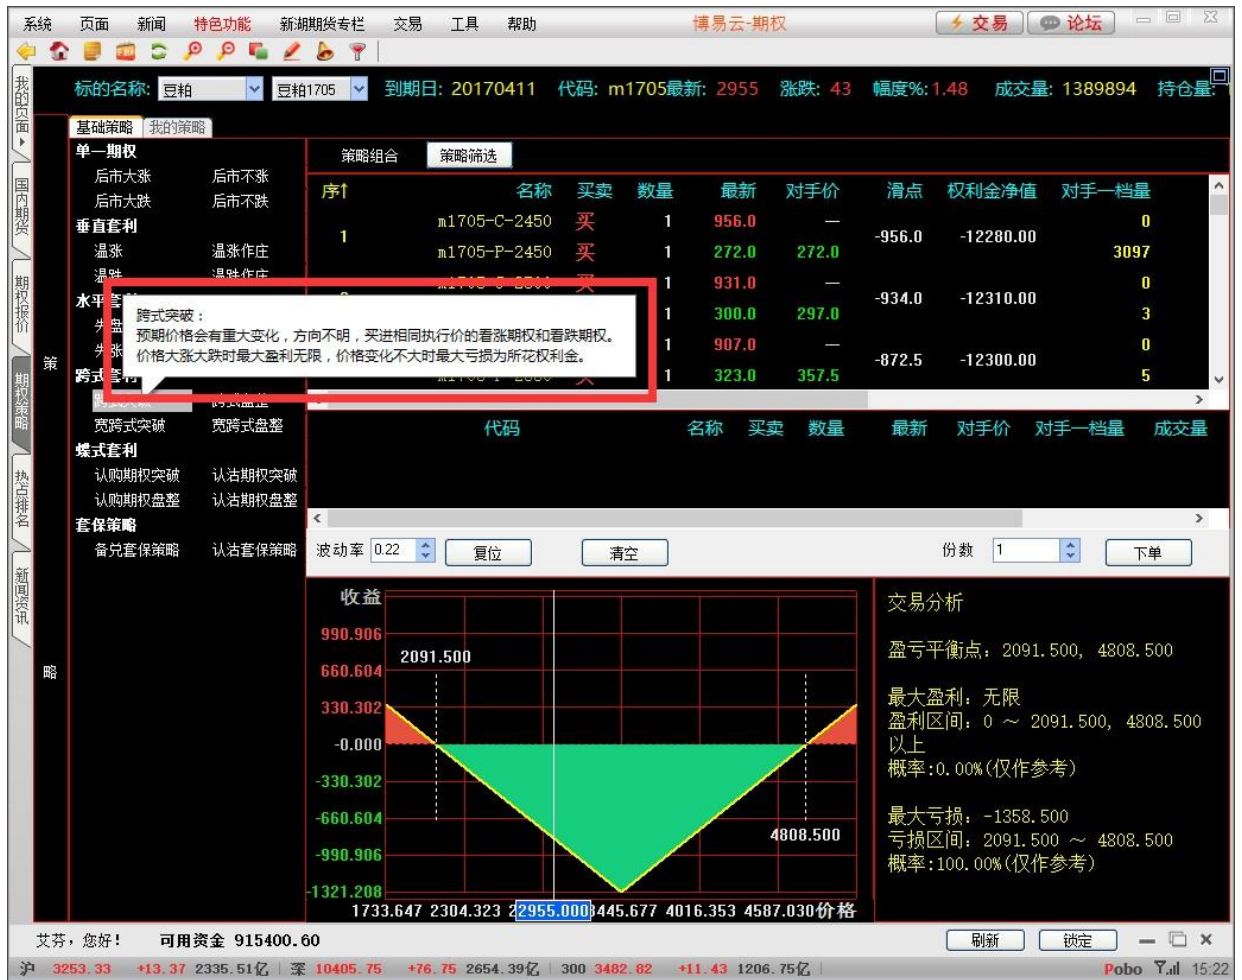 系统 页面 新闻 特色功能 新湖期货专栏 交易 工具 帮助 博易云-期权 交易 论坛
标的名称: 豆粕 豆粕1705 到期日: 20170411 代码: m1705 最新: 2955 涨跌: 43 幅度%: 1.48 成交量: 1389894 持仓量:
我的页面
国内期货
期权报价
期权策略
热点排名
新闻资讯
策
略
基础策略 我的策略
单一期权
后市大涨 后市不涨
后市大跌 后市不跌
垂直套利
温涨 温涨作庄
温跌 温跌作庄
水平套利
跨式突破：
预期价格会有重大变化，方向不明，买进相同执行价的看涨期权和看跌期权。
价格大涨大跌时最大盈利无限，价格变化不大时最大亏损为所花权利金。
跨式套利
跨式突破 跨式盘整
宽跨式突破 宽跨式盘整
蝶式套利
认购期权突破 认沽期权突破
认购期权盘整 认沽期权盘整
套保策略
备兑套保策略 认沽套保策略
策略组合 策略筛选
序↑ 名称 买卖 数量 最新 对手价 滑点 权利金净值 对手一档量
m1705-C-2450 买 1 956.0 — 0
1 -956.0 -12280.00
m1705-P-2450 买 1 272.0 272.0 3097
1 931.0 — 0
-934.0 -12310.00
1 300.0 297.0 3
1 907.0 — 0
-872.5 -12300.00
1 323.0 357.5 5
代码 名称 买卖 数量 最新 对手价 对手一档量 成交量
波动率 0.22 复位 清空 份数 1 下单
收益
990.906
660.604
330.302
-0.000
-330.302
-660.604
-990.906
-1321.208
2091.500
4808.500
1733.647 2304.323 2 2955.000 3445.677 4016.353 4587.030 价格
交易分析
盈亏平衡点: 2091.500, 4808.500
最大盈利: 无限
盈利区间: 0 ～ 2091.500, 4808.500
以上
概率:0.00%(仅作参考)
最大亏损: -1358.500
亏损区间: 2091.500 ～ 4808.500
概率:100.00%(仅作参考)
艾芬，您好! 可用资金 915400.60 刷新 锁定
沪 3253.33 +13.37 2335.51亿 深 10405.75 +76.75 2654.39亿 300 3482.82 +11.43 1206.75亿 Pobo 15:22